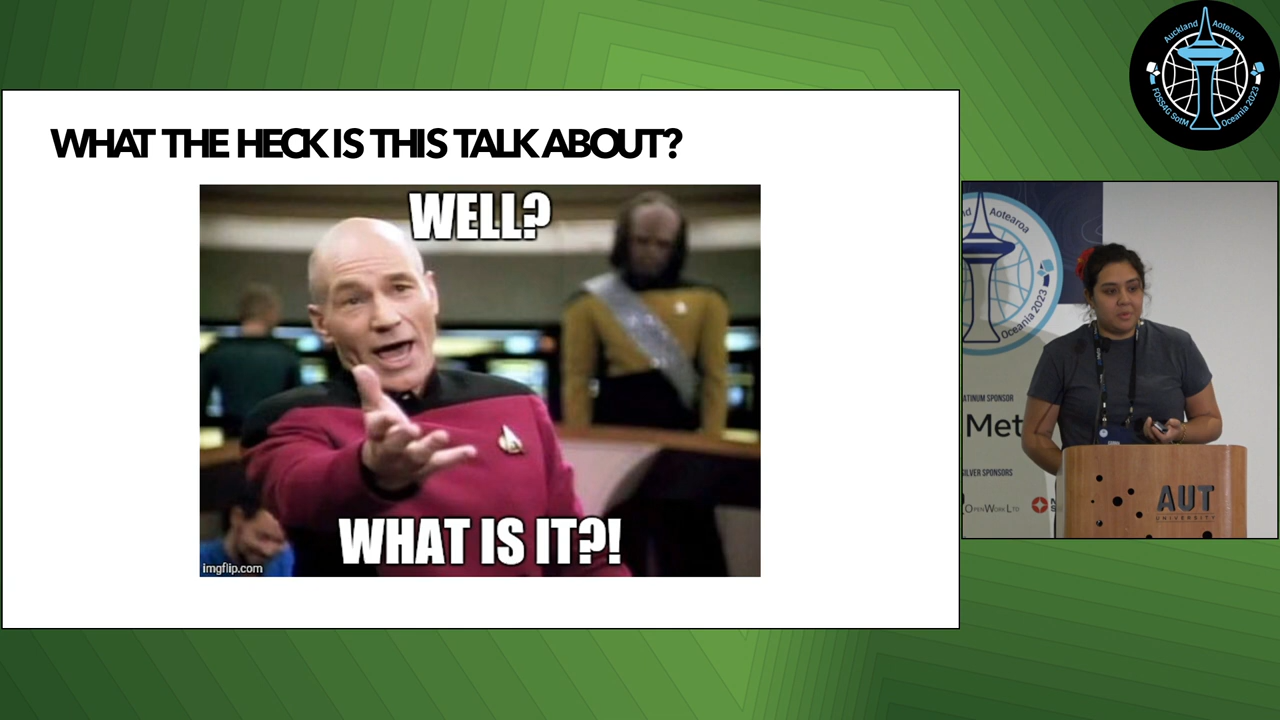 WHAT THE HECK IS THIS TALK ABOUT?
WELL?
WHAT IS IT?!
imgflip.com
Auckland Aotearoa
FOSS4G SotM Oceania 2023
Aotearoa
Oceania 2023
ATINUM SPONSOR
Met
ILVER SPONSORS
OPENWORK LTD
AUT
UNIVERSITY